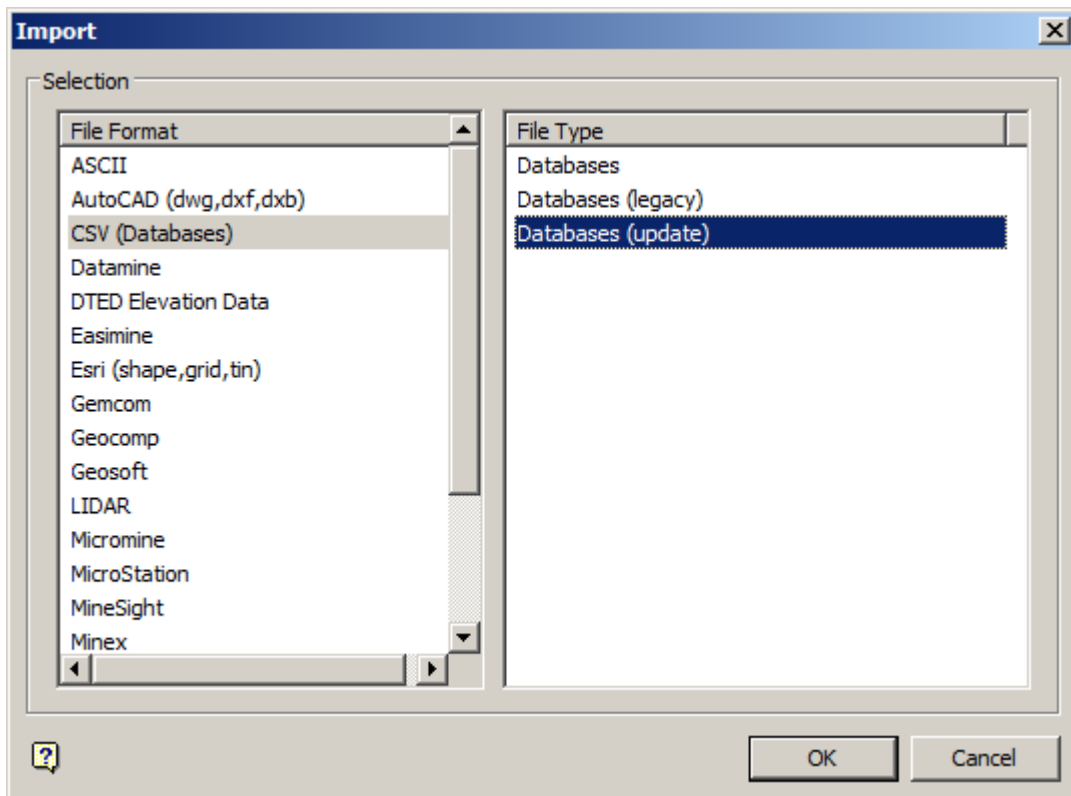 Import
Selection
File Format
ASCII
AutoCAD (dwg,dxf,dxb)
CSV (Databases)
Datamine
DTED Elevation Data
Easimine
Esri (shape,grid,tin)
Gemcom
Geocomp
Geosoft
LIDAR
Micromine
MicroStation
MineSight
Minex
File Type
Databases
Databases (legacy)
Databases (update)
OK
Cancel